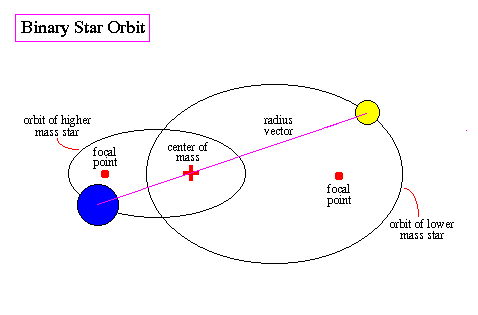 Binary Star Orbit
orbit of higher
mass star
focal
point
center of
mass
radius
vector
focal
point
orbit of lower
mass star